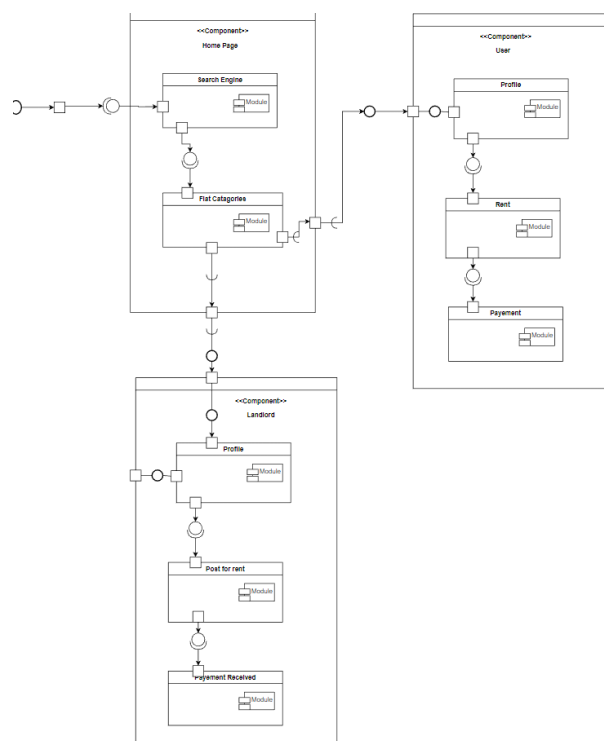 <<Component>>
Home Page
Search Engine
Module
Flat Catagories
Module
<<Component>>
User
Profile
Module
Rent
Module
Payement
Module
<<Component>>
Landlord
Profile
Module
Post for rent
Module
Payement Received
Module